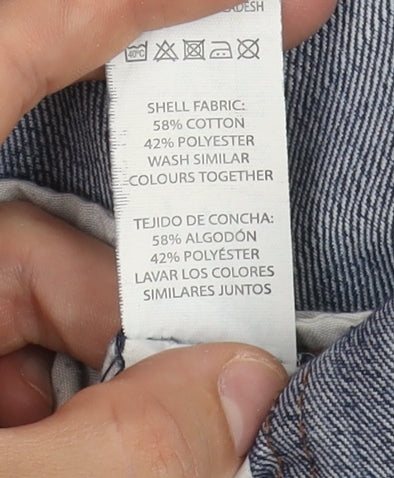 40°C
SHELL FABRIC:
58% COTTON
42% POLYESTER
WASH SIMILAR
COLOURS TOGETHER
TEJIDO DE CONCHA:
58% ALGODÓN
42% POLYÉSTER
LAVAR LOS COLORES
SIMILARES JUNTOS